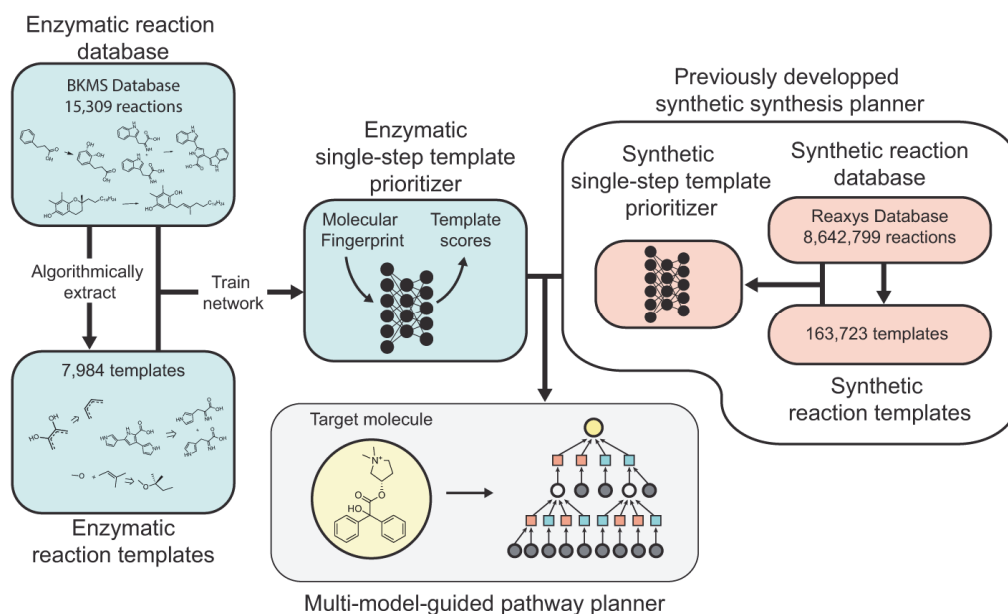 Enzymatic reaction
database
BKMS Database
15,309 reactions
Algorithmically
extract
Train
network
7,984 templates
Enzymatic
reaction templates
Enzymatic
single-step template
prioritizer
Molecular
Fingerprint
Template
scores
Previously developped
synthetic synthesis planner
Synthetic
single-step template
prioritizer
Synthetic reaction
database
Reaxys Database
8,642,799 reactions
163,723 templates
Synthetic
reaction templates
Target molecule
N+
O
O
HO
Multi-model-guided pathway planner